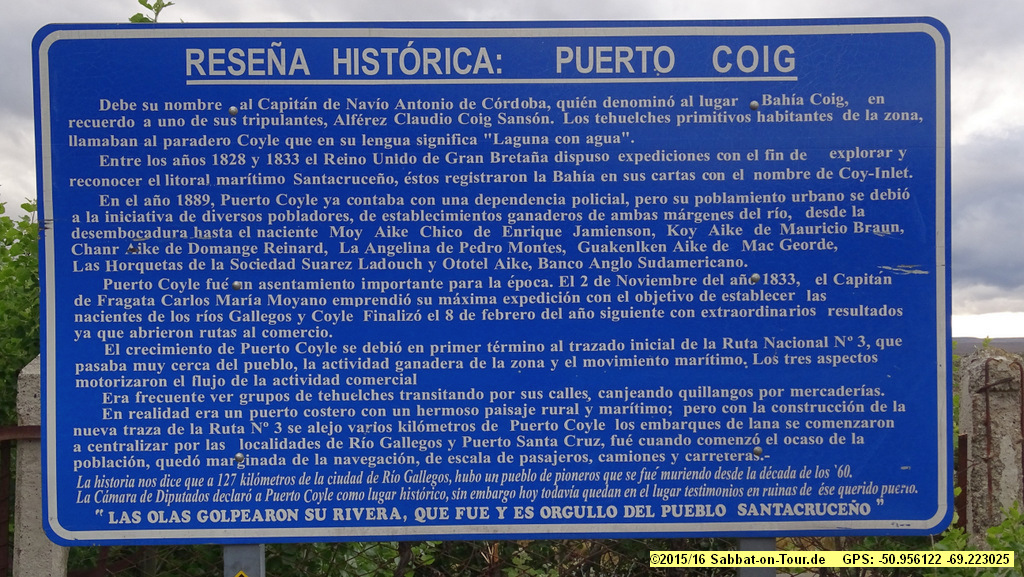 RESEÑA HISTÓRICA: PUERTO COIG
Debe su nombre al Capitán de Navío Antonio de Córdoba, quién denominó al lugar Bahía Coig, en
recuerdo a uno de sus tripulantes, Alférez Claudio Coig Sansón. Los tehuelches primitivos habitantes de la zona,
llamaban al paradero Coyle que en su lengua significa "Laguna con agua".
Entre los años 1828 y 1833 el Reino Unido de Gran Bretaña dispuso expediciones con el fin de explorar y
reconocer el litoral marítimo Santacruceño, éstos registraron la Bahía en sus cartas con el nombre de Coy-Inlet.
En el año 1889, Puerto Coyle ya contaba con una dependencia policial, pero su poblamiento urbano se debió
a la iniciativa de diversos pobladores, de establecimientos ganaderos de ambas márgenes del río, desde la
desembocadura hasta el naciente Moy Aike Chico de Enrique Jamienson, Koy Aike de Mauricio Braun,
Chanr Aike de Domange Reinard, La Angelina de Pedro Montes, Guakenlken Aike de Mac Georde,
Las Horquetas de la Sociedad Suarez Ladouch y Ototel Aike, Banco Anglo Sudamericano.
Puerto Coyle fué un asentamiento importante para la época. El 2 de Noviembre del año 1833, el Capitán
de Fragata Carlos María Moyano emprendió su máxima expedición con el objetivo de establecer las
nacientes de los ríos Gallegos y Coyle Finalizó el 8 de febrero del año siguiente con extraordinarios resultados
ya que abrieron rutas al comercio.
El crecimiento de Puerto Coyle se debió en primer término al trazado inicial de la Ruta Nacional Nº 3, que
pasaba muy cerca del pueblo, la actividad ganadera de la zona y el movimiento marítimo. Los tres aspectos
motorizaron el flujo de la actividad comercial
Era frecuente ver grupos de tehuelches transitando por sus calles, canjeando quillangos por mercaderías.
En realidad era un puerto costero con un hermoso paisaje rural y marítimo; pero con la construcción de la
nueva traza de la Ruta Nº 3 se alejo varios kilómetros de Puerto Coyle los embarques de lana se comenzaron
a centralizar por las localidades de Río Gallegos y Puerto Santa Cruz, fué cuando comenzó el ocaso de la
población, quedó marginada de la navegación, de escala de pasajeros, camiones y carreteras.-
La historia nos dice que a 127 kilómetros de la ciudad de Río Gallegos, hubo un pueblo de pioneros que se fué muriendo desde la década de los `60.
La Cámara de Diputados declaró a Puerto Coyle como lugar histórico, sin embargo hoy todavía quedan en el lugar testimonios en ruinas de ése querido puerto.
" LAS OLAS GOLPEARON SU RIVERA, QUE FUE Y ES ORGULLO DEL PUEBLO SANTACRUCEÑO "
©2015/16 Sabbat-on-Tour.de GPS: -50.956122 -69.223025